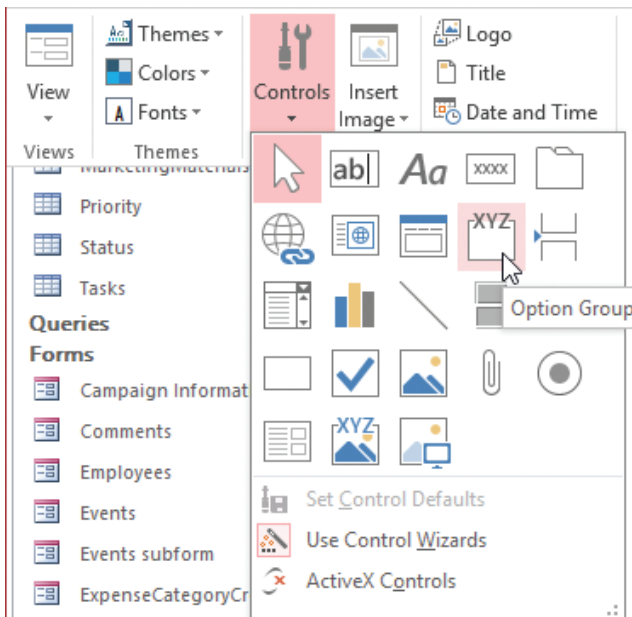 View
Views
Themes
Colors
A Fonts
Themes
Controls
Insert
Image
Logo
Title
Date and Time
MarketingMaterials
Priority
Status
Tasks
Queries
Forms
Campaign Informat
Comments
Employees
Events
Events subform
ExpenseCategoryCr
ab Aa xxxx
XYZ
Option Group
XYZ
Set Control Defaults
Use Control Wizards
ActiveX Controls